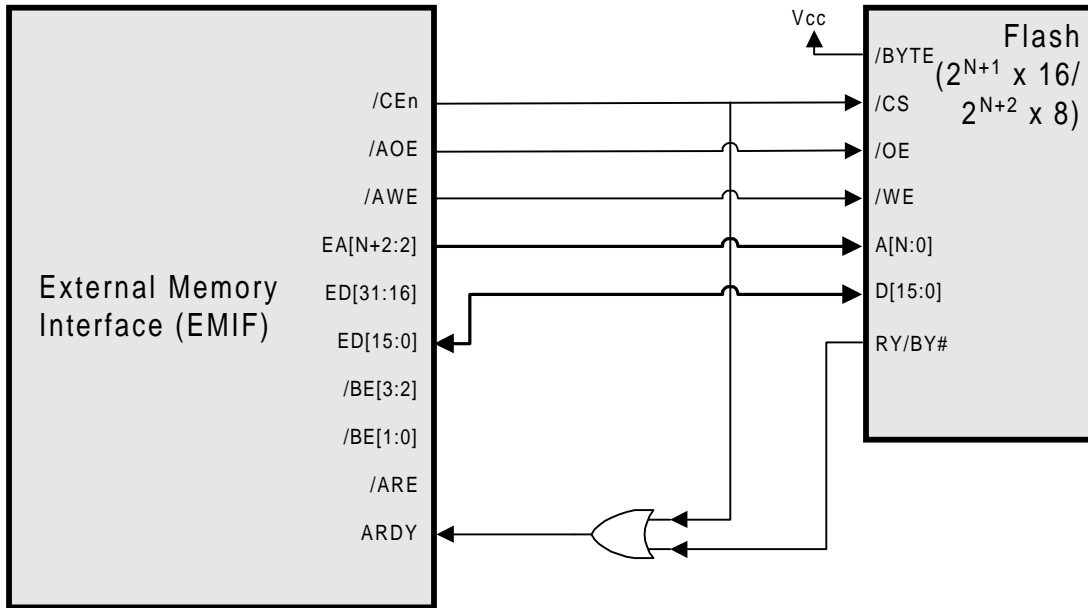 External Memory
Interface (EMIF)
/CEn
/AOE
/AWE
EA[N+2:2]
ED[31:16]
ED[15:0]
/BE[3:2]
/BE[1:0]
/ARE
ARDY
Vcc
Flash
(2^N+1 x 16/
2^N+2 x 8)
/BYTE
/CS
/OE
/WE
A[N:0]
D[15:0]
RY/BY#